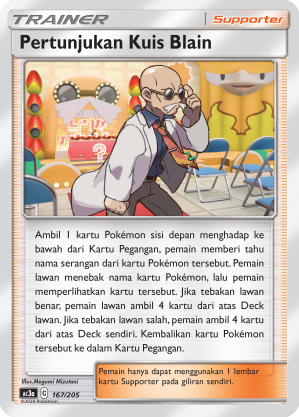 TRAINER
Supporter
Pertunjukan Kuis Blain
Ambil 1 kartu Pokémon sisi depan menghadap ke
bawah dari Kartu Pegangan, pemain memberi tahu
nama serangan dari kartu Pokémon tersebut. Pemain
lawan menebak nama kartu Pokémon, lalu pemain
memperlihatkan kartu tersebut. Jika tebakan lawan
benar, pemain lawan ambil 4 kartu dari atas Deck
lawan. Jika tebakan lawan salah, pemain ambil 4 kartu
dari atas Deck sendiri. Kembalikan kartu Pokémon
tersebut ke dalam Kartu Pegangan.
Illus.Megumi Mizutani
ac3a C 167/205
©2020 Pokémon
Pemain hanya dapat menggunakan 1 lembar
kartu Supporter pada giliran sendiri.